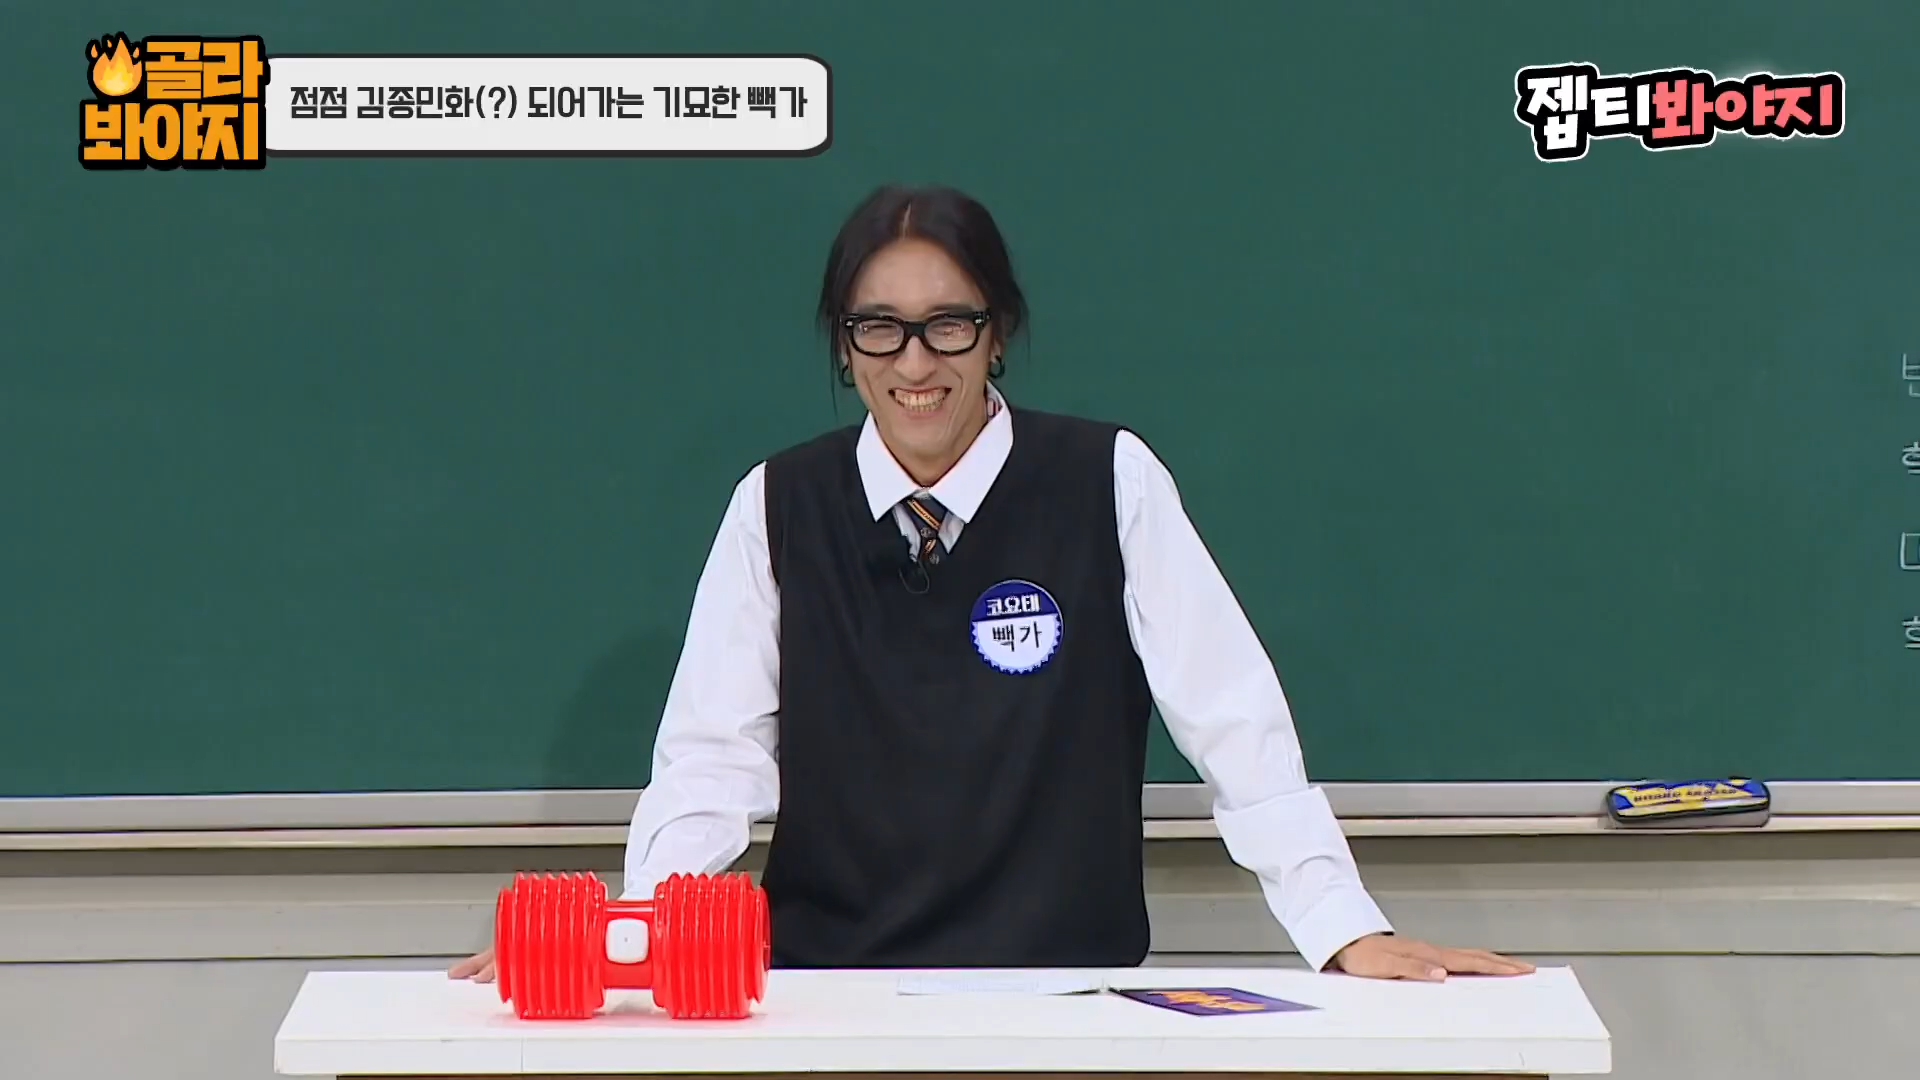 골라
봐야지
점점 김종민화(?) 되어가는 기묘한 빽가
젭티봐야지
코요태
빽가